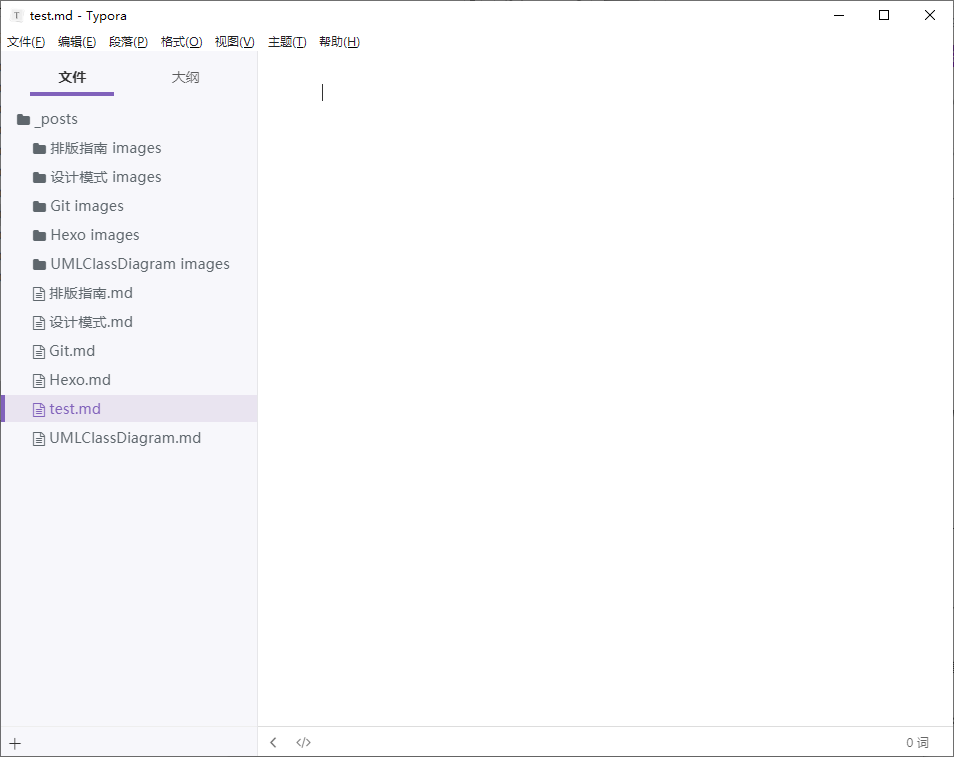 test.md - Typora
文件(F) 编辑(E) 段落(P) 格式(O) 视图(V) 主题(T) 帮助(H)
文件 大纲
_posts
排版指南 images
设计模式 images
Git images
Hexo images
UMLClassDiagram images
排版指南.md
设计模式.md
Git.md
Hexo.md
test.md
UMLClassDiagram.md
0 词